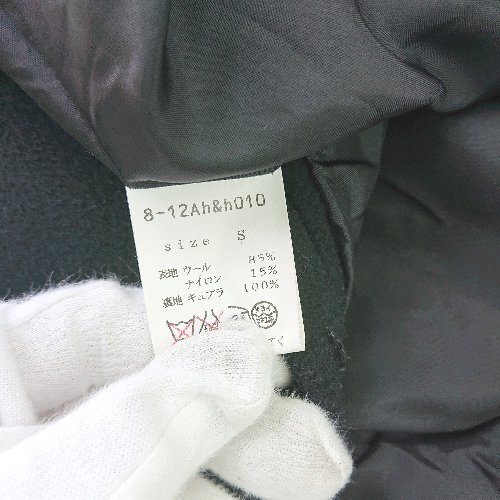 8-12Ah&h010
size S
表地 ウール 85%
ナイロン 15%
裏地 キュプラ 100%